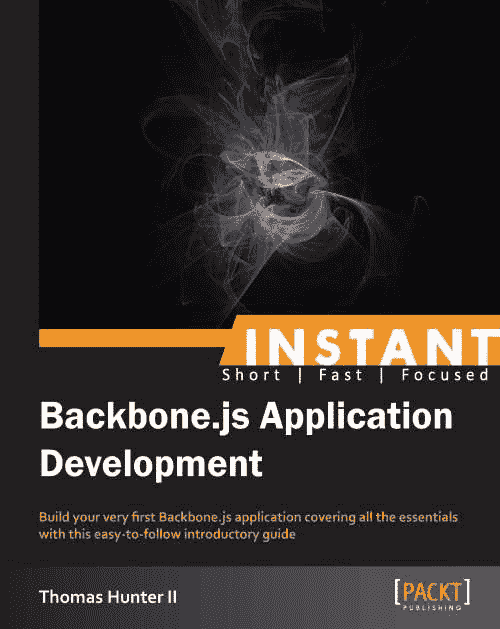 INSTANT
Short | Fast | Focused
Backbone.js Application
Development
Build your very first Backbone.js application covering all the essentials
with this easy-to-follow introductory guide
Thomas Hunter II
[PACKT]
PUBLISHING